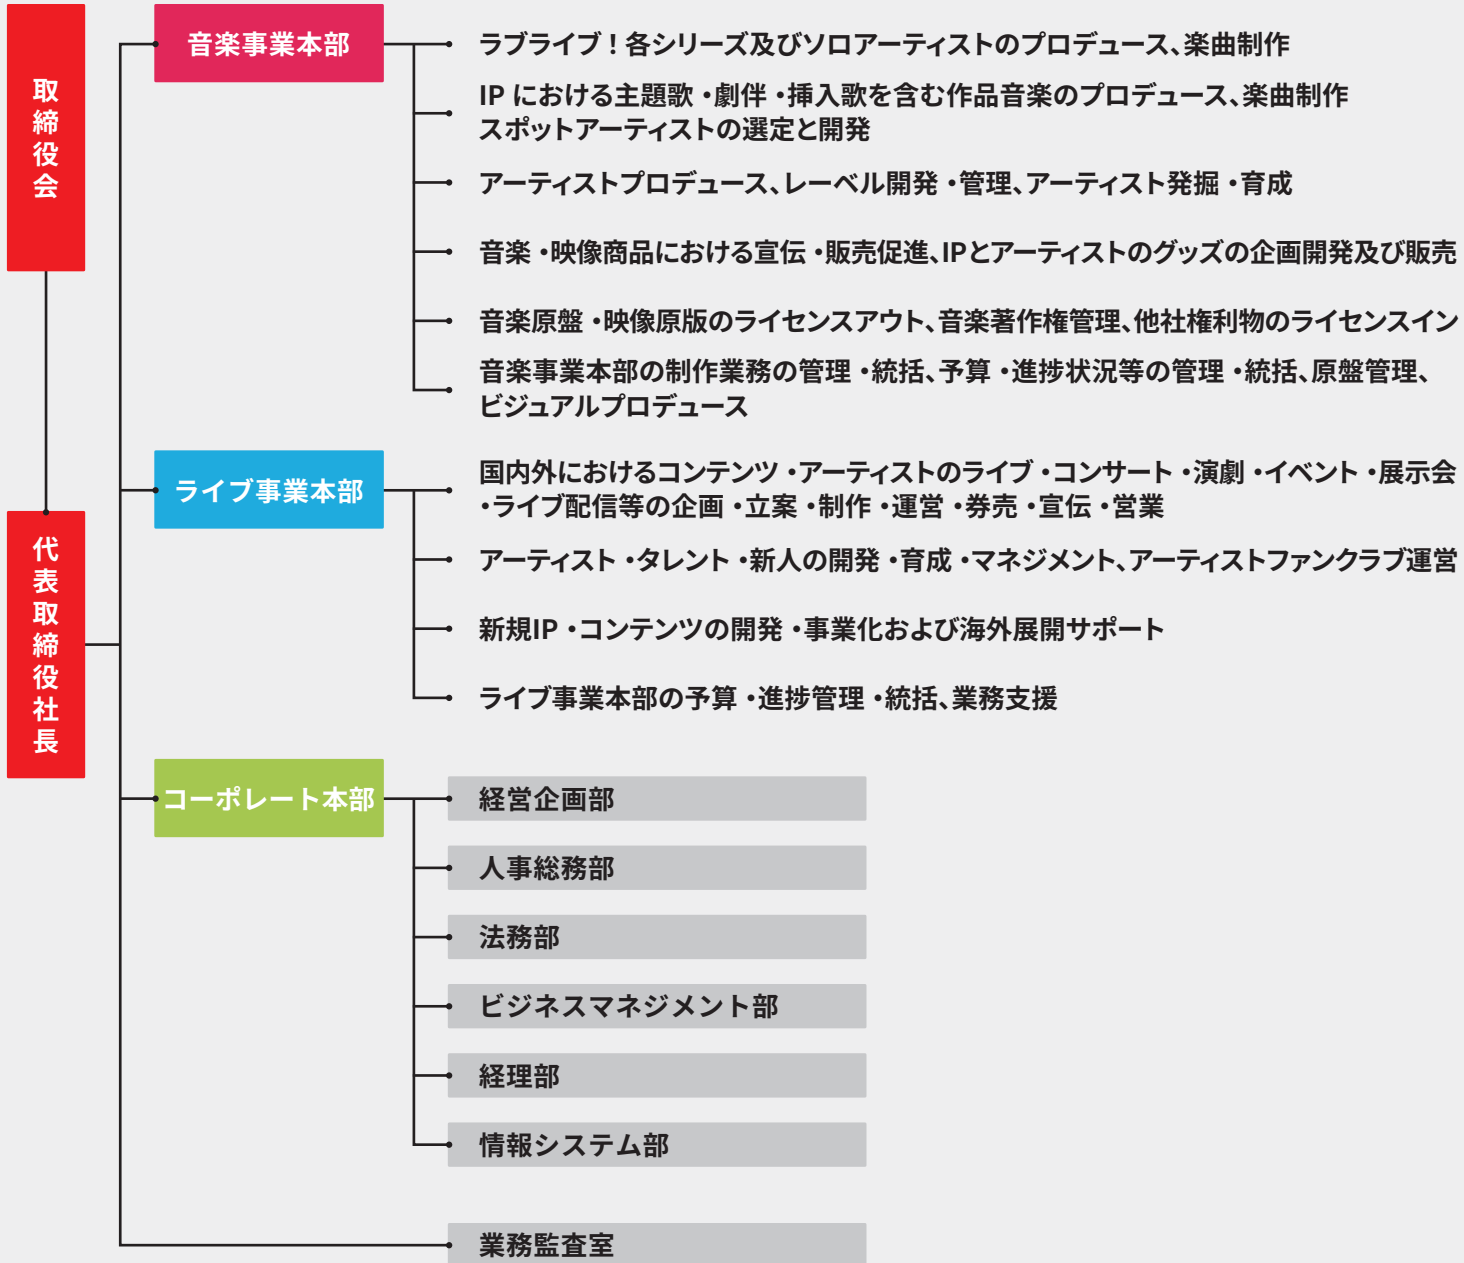 取締役会
代表取締役社長
音楽事業本部
ラブライブ！各シリーズ及びソロアーティストのプロデュース、楽曲制作
IP における主題歌・劇伴・挿入歌を含む作品音楽のプロデュース、楽曲制作
スポットアーティストの選定と開発
アーティストプロデュース、レーベル開発・管理、アーティスト発掘・育成
音楽・映像商品における宣伝・販売促進、IPとアーティストのグッズの企画開発及び販売
音楽原盤・映像原版のライセンスアウト、音楽著作権管理、他社権利物のライセンスイン
音楽事業本部の制作業務の管理・統括、予算・進捗状況等の管理・統括、原盤管理、
ビジュアルプロデュース
ライブ事業本部
国内外におけるコンテンツ・アーティストのライブ・コンサート・演劇・イベント・展示会
・ライブ配信等の企画・立案・制作・運営・券売・宣伝・営業
アーティスト・タレント・新人の開発・育成・マネジメント、アーティストファンクラブ運営
新規IP・コンテンツの開発・事業化および海外展開サポート
ライブ事業本部の予算・進捗管理・統括、業務支援
コーポレート本部
経営企画部
人事総務部
法務部
ビジネスマネジメント部
経理部
情報システム部
業務監査室